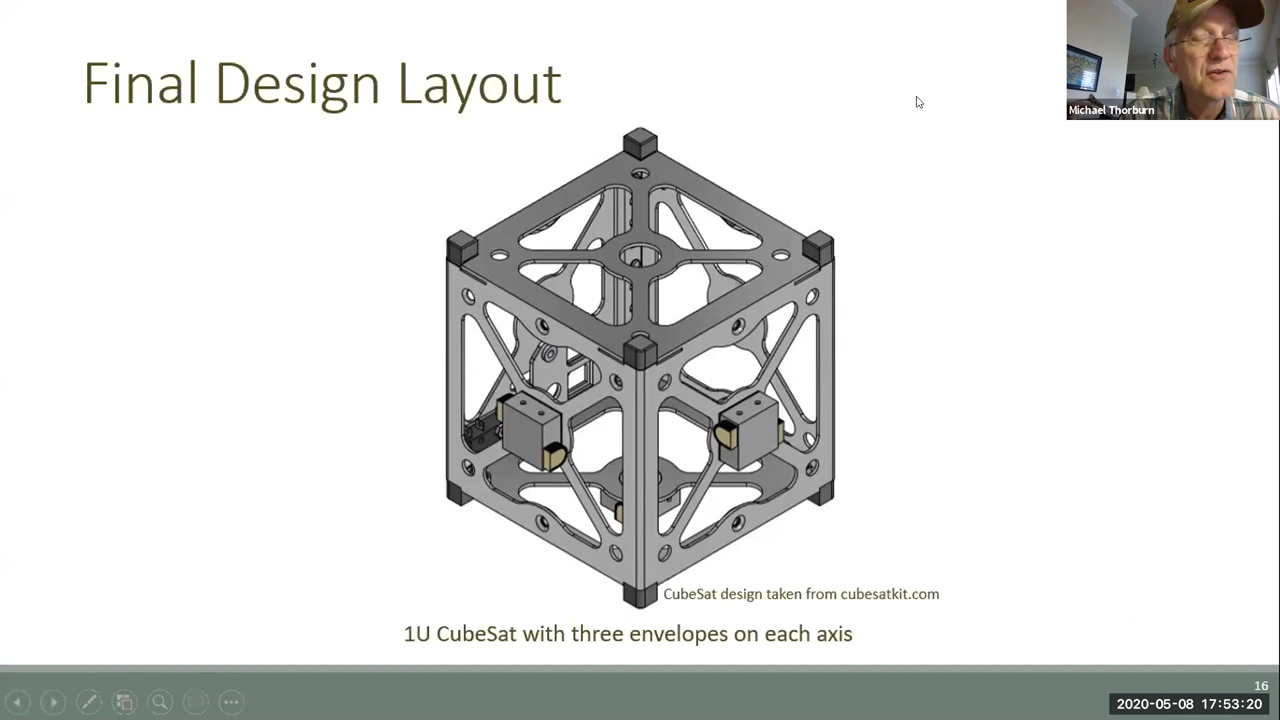 Final Design Layout
Michael Thorburn
CubeSat design taken from cubesatkit.com
1U CubeSat with three envelopes on each axis
16
2020-05-08 17:53:20